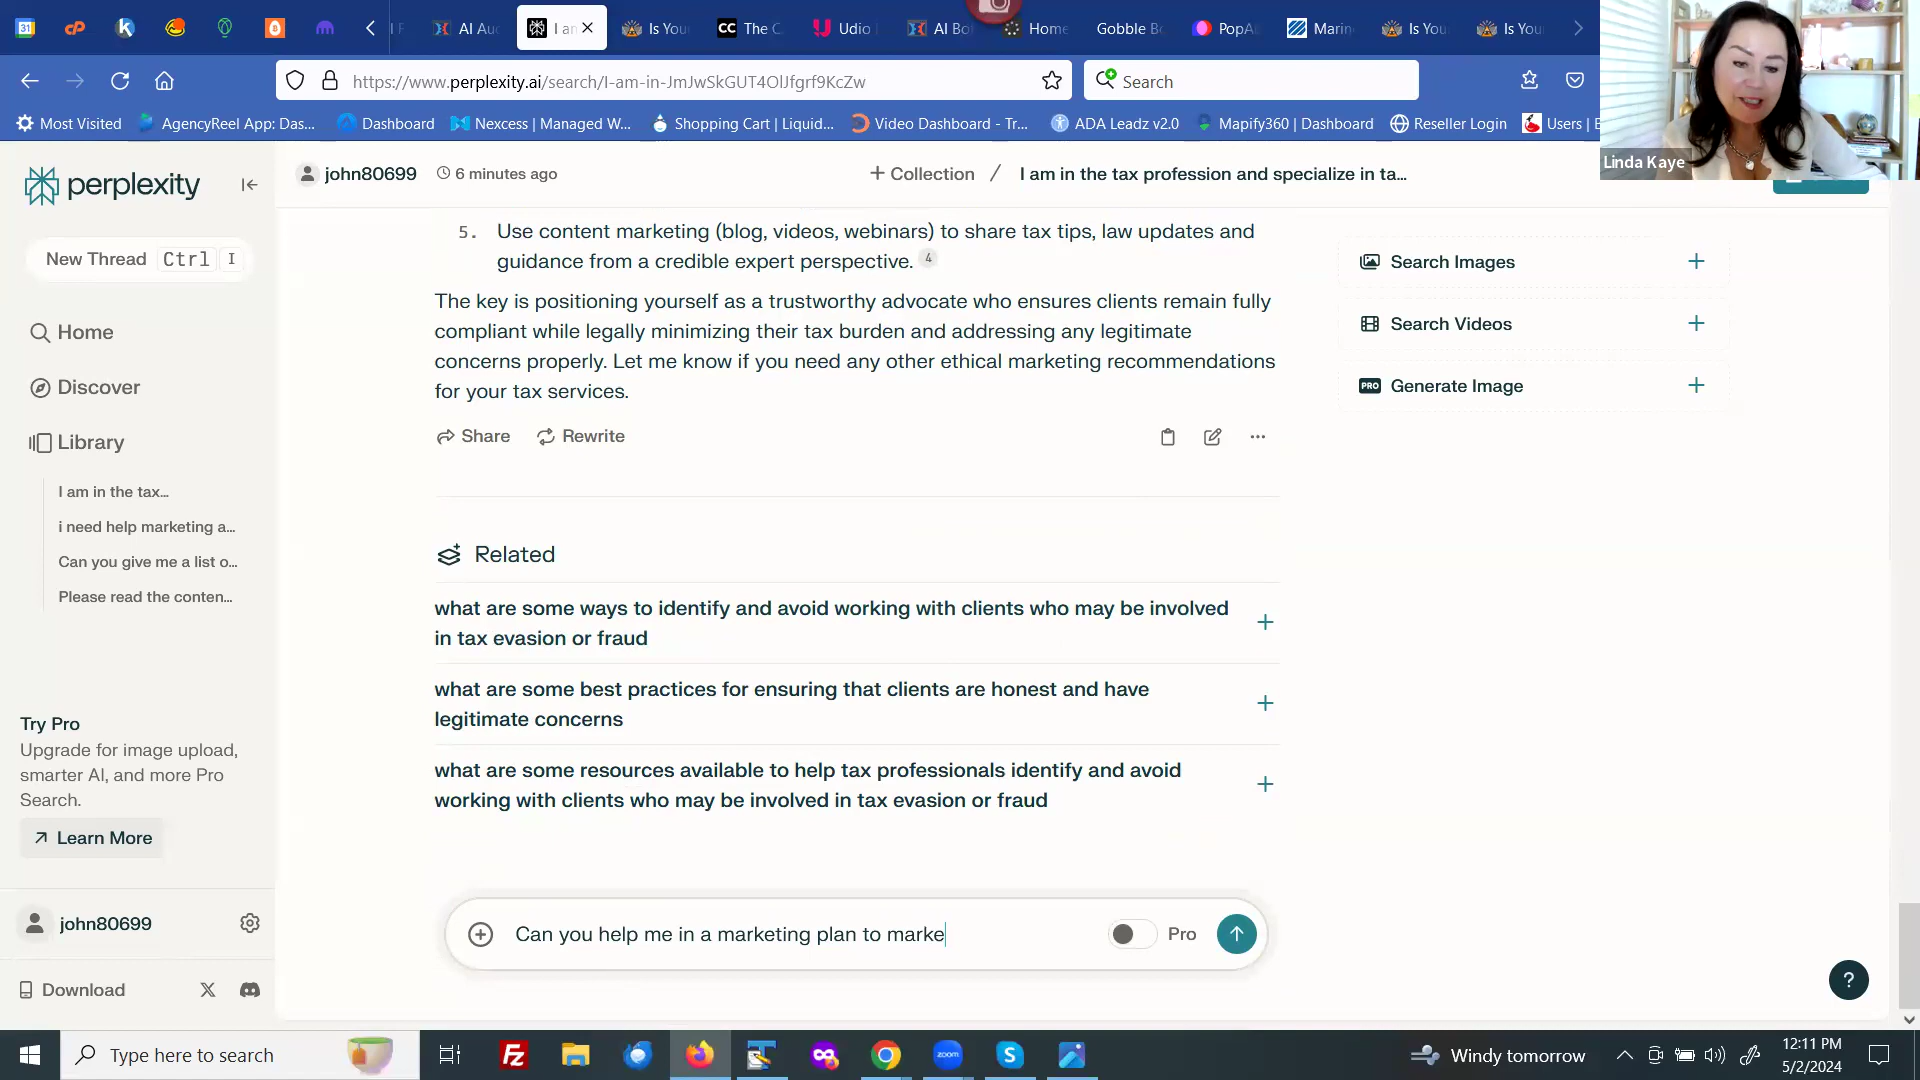 AI Au
I am
Is You
The C
Udio
AI Bo
Home
Gobble B
PopA
Marin
Is You
Is You
https://www.perplexity.ai/search/I-am-in-JmJwSkGUT4OlJfgrf9KcZw
Search
Most Visited
AgencyReel App: Das...
Dashboard
Nexcess | Managed W...
Shopping Cart | Liquid...
Video Dashboard - Tr...
ADA Leadz v2.0
Mapify360 | Dashboard
Reseller Login
Users | E
Linda Kaye
perplexity
john80699
6 minutes ago
Collection / I am in the tax profession and specialize in ta...
New Thread Ctrl I
Home
Discover
Library
I am in the tax...
i need help marketing a...
Can you give me a list o...
Please read the conten...
Try Pro
Upgrade for image upload,
smarter AI, and more Pro
Search.
Learn More
john80699
Download
5. Use content marketing (blog, videos, webinars) to share tax tips, law updates and
guidance from a credible expert perspective. 4
The key is positioning yourself as a trustworthy advocate who ensures clients remain fully
compliant while legally minimizing their tax burden and addressing any legitimate
concerns properly. Let me know if you need any other ethical marketing recommendations
for your tax services.
Share
Rewrite
Related
what are some ways to identify and avoid working with clients who may be involved
in tax evasion or fraud
what are some best practices for ensuring that clients are honest and have
legitimate concerns
what are some resources available to help tax professionals identify and avoid
working with clients who may be involved in tax evasion or fraud
Can you help me in a marketing plan to marke
Pro
Search Images
Search Videos
PRO Generate Image
?
Type here to search
zoom
Windy tomorrow
12:11 PM
5/2/2024